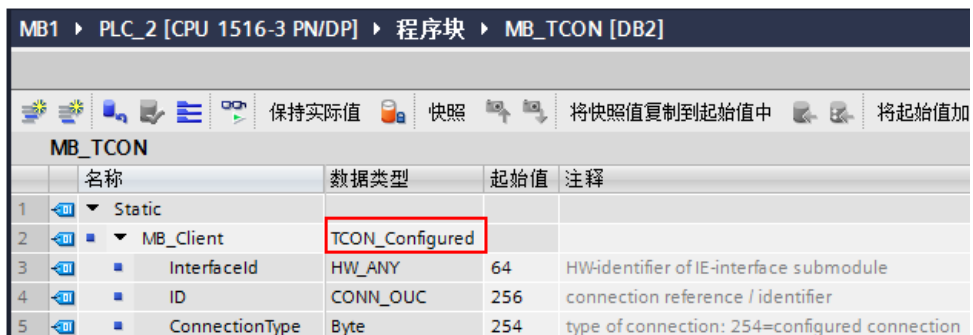 MB1 ▸ PLC_2 [CPU 1516-3 PN/DP] ▸ 程序块 ▸ MB_TCON [DB2]
保持实际值 快照 将快照值复制到起始值中 将起始值加
MB_TCON
名称 数据类型 起始值 注释
1 Static
2 MB_Client TCON_Configured
3 InterfaceId HW_ANY 64 HW-identifier of IE-interface submodule
4 ID CONN_OUC 256 connection reference / identifier
5 ConnectionType Byte 254 type of connection: 254=configured connection